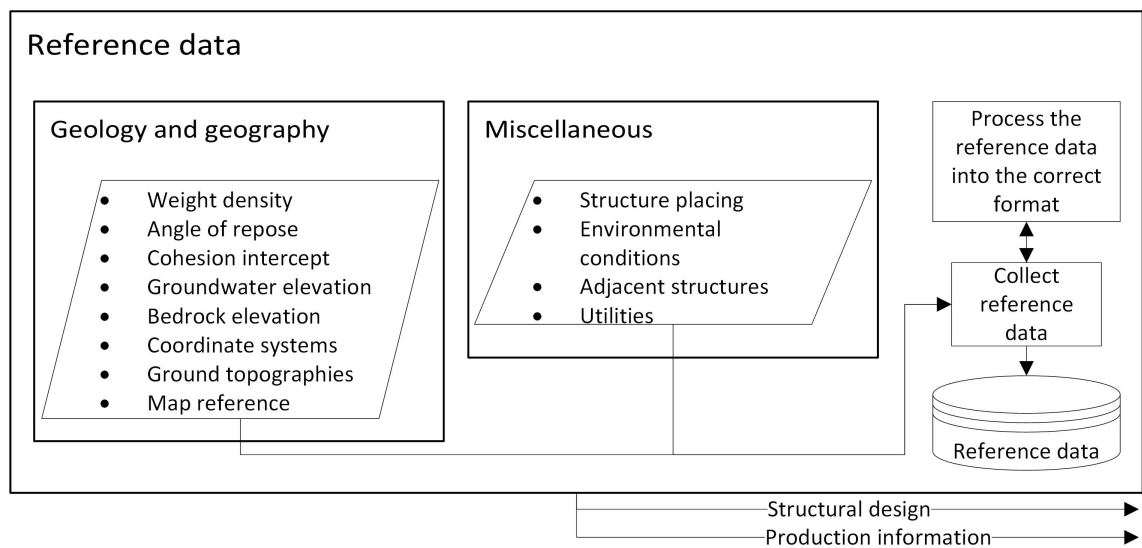 Reference data
Geology and geography
• Weight density
• Angle of repose
• Cohesion intercept
• Groundwater elevation
• Bedrock elevation
• Coordinate systems
• Ground topographies
• Map reference
Miscellaneous
• Structure placing
• Environmental
conditions
• Adjacent structures
• Utilities
Process the
reference data
into the correct
format
Collect
reference
data
Reference data
Structural design
Production information